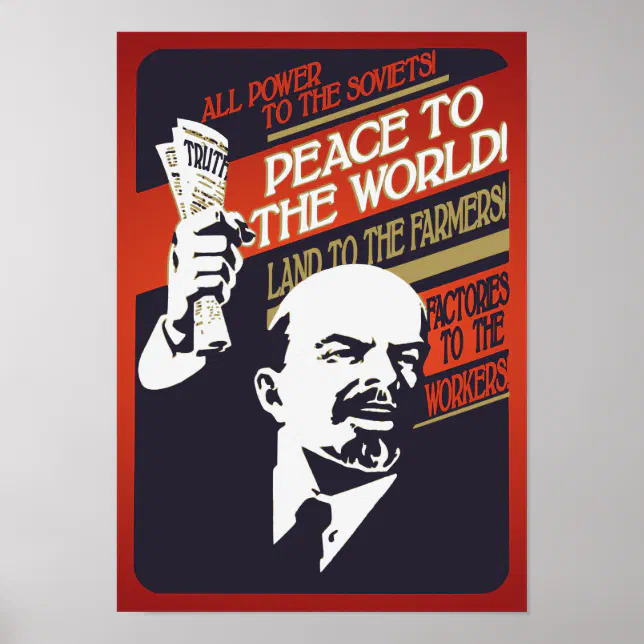 ALL POWER
TO THE SOVIETS!
PEACE TO
THE WORLD!
TRUTH
LAND TO THE FARMERS!
FACTORIES
TO THE
WORKERS!